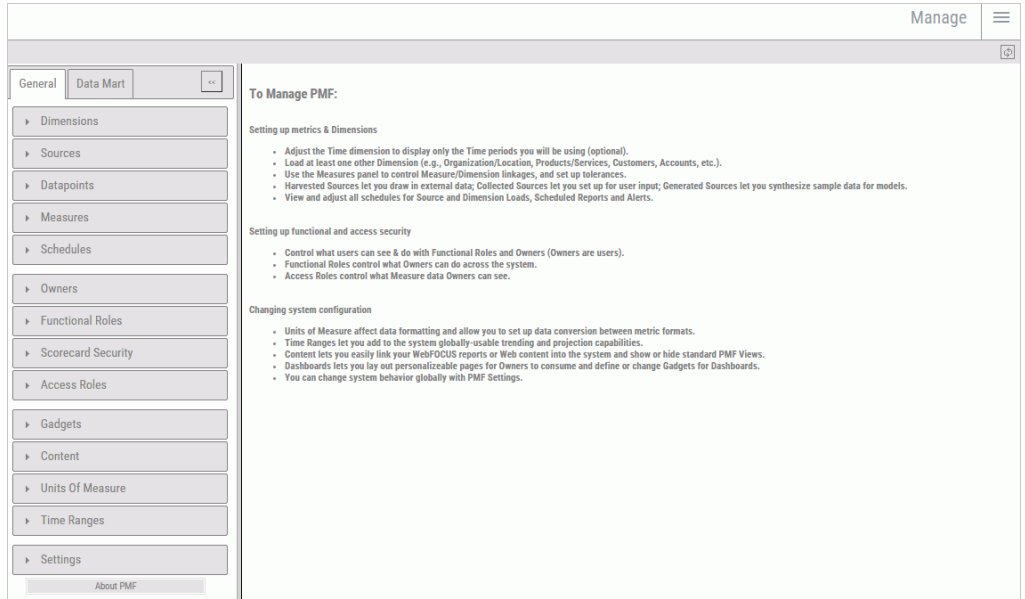 Manage
General
Data Mart
<<
Dimensions
Sources
Datapoints
Measures
Schedules
Owners
Functional Roles
Scorecard Security
Access Roles
Gadgets
Content
Units Of Measure
Time Ranges
Settings
About PMF
To Manage PMF:
Setting up metrics & Dimensions
• Adjust the Time dimension to display only the Time periods you will be using (optional).
• Load at least one other Dimension (e.g., Organization/Location, Products/Services, Customers, Accounts, etc.).
• Use the Measures panel to control Measure/Dimension linkages, and set up tolerances.
• Harvested Sources let you draw in external data; Collected Sources let you set up for user input; Generated Sources let you synthesize sample data for models.
• View and adjust all schedules for Source and Dimension Loads, Scheduled Reports and Alerts.
Setting up functional and access security
• Control what users can see & do with Functional Roles and Owners (Owners are users).
• Functional Roles control what Owners can do across the system.
• Access Roles control what Measure data Owners can see.
Changing system configuration
• Units of Measure affect data formatting and allow you to set up data conversion between metric formats.
• Time Ranges let you add to the system globally-usable trending and projection capabilities.
• Content lets you easily link your WebFOCUS reports or Web content into the system and show or hide standard PMF Views.
• Dashboards lets you lay out personalizeable pages for Owners to consume and define or change Gadgets for Dashboards.
• You can change system behavior globally with PMF Settings.